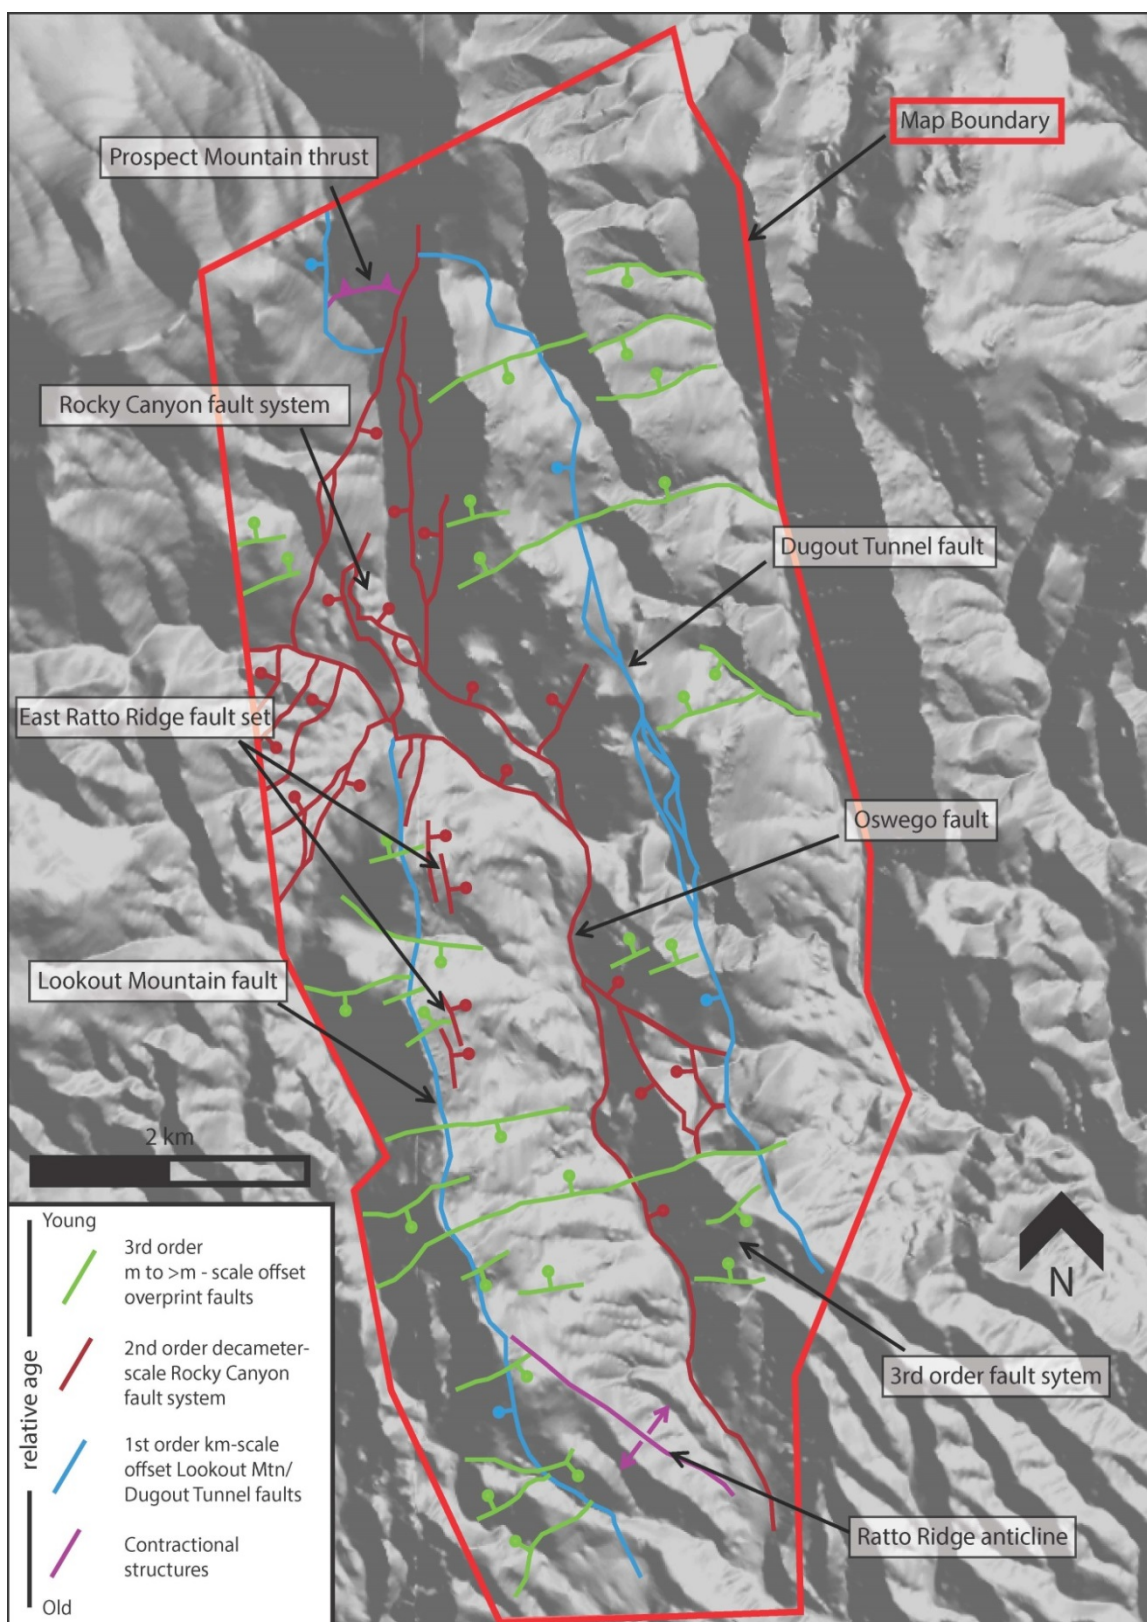 Map Boundary
Prospect Mountain thrust
Rocky Canyon fault system
Dugout Tunnel fault
East Ratto Ridge fault set
Oswego fault
Lookout Mountain fault
2 km
N
3rd order fault sytem
Ratto Ridge anticline
relative age
Young
3rd order
m to >m - scale offset
overprint faults
2nd order decameter-
scale Rocky Canyon
fault system
1st order km-scale
offset Lookout Mtn/
Dugout Tunnel faults
Contractional
structures
Old